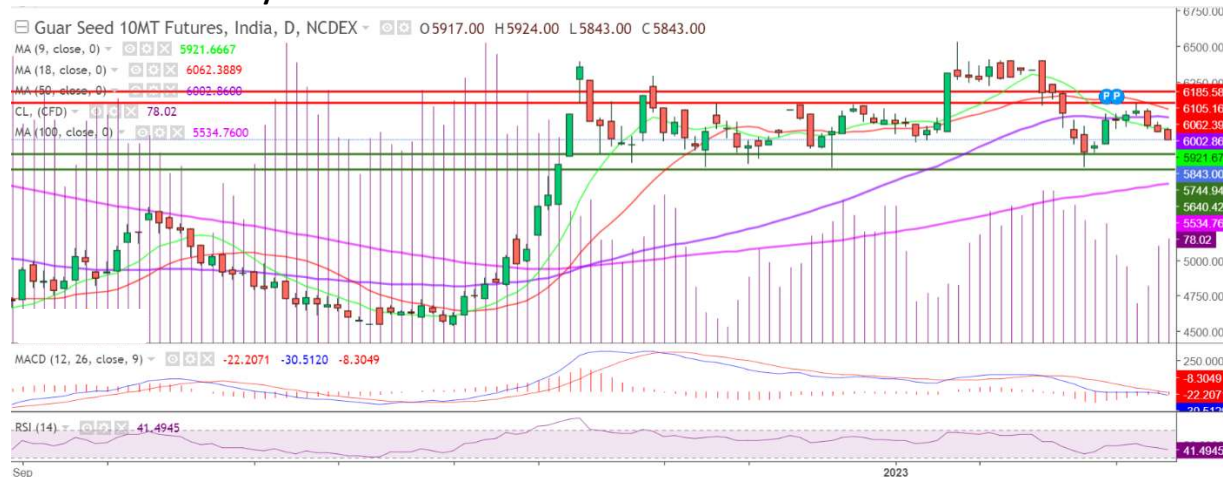 6750.00
Guar Seed 10MT Futures, India, D, NCDEX O5917.00 H5924.00 L5843.00 C5843.00
MA (9, close, 0) 5921.6667
MA (18, close, 0) 6062.3889
MA (50, close, 0) 6002.8600
CL, (CFD) 78.02
MA (100, close, 0) 5534.7600
6500.00
6250.00
6185.58
6105.16
6062.39
6002.86
5921.67
5843.00
5744.94
5640.42
5534.76
78.02
5000.00
4750.00
4500.00
P P
MACD (12, 26, close, 9) -22.2071 -30.5120 -8.3049
250.000
-8.3049
-22.207
-30.512
RSI (14) 41.4945
41.4945
Sep 2023